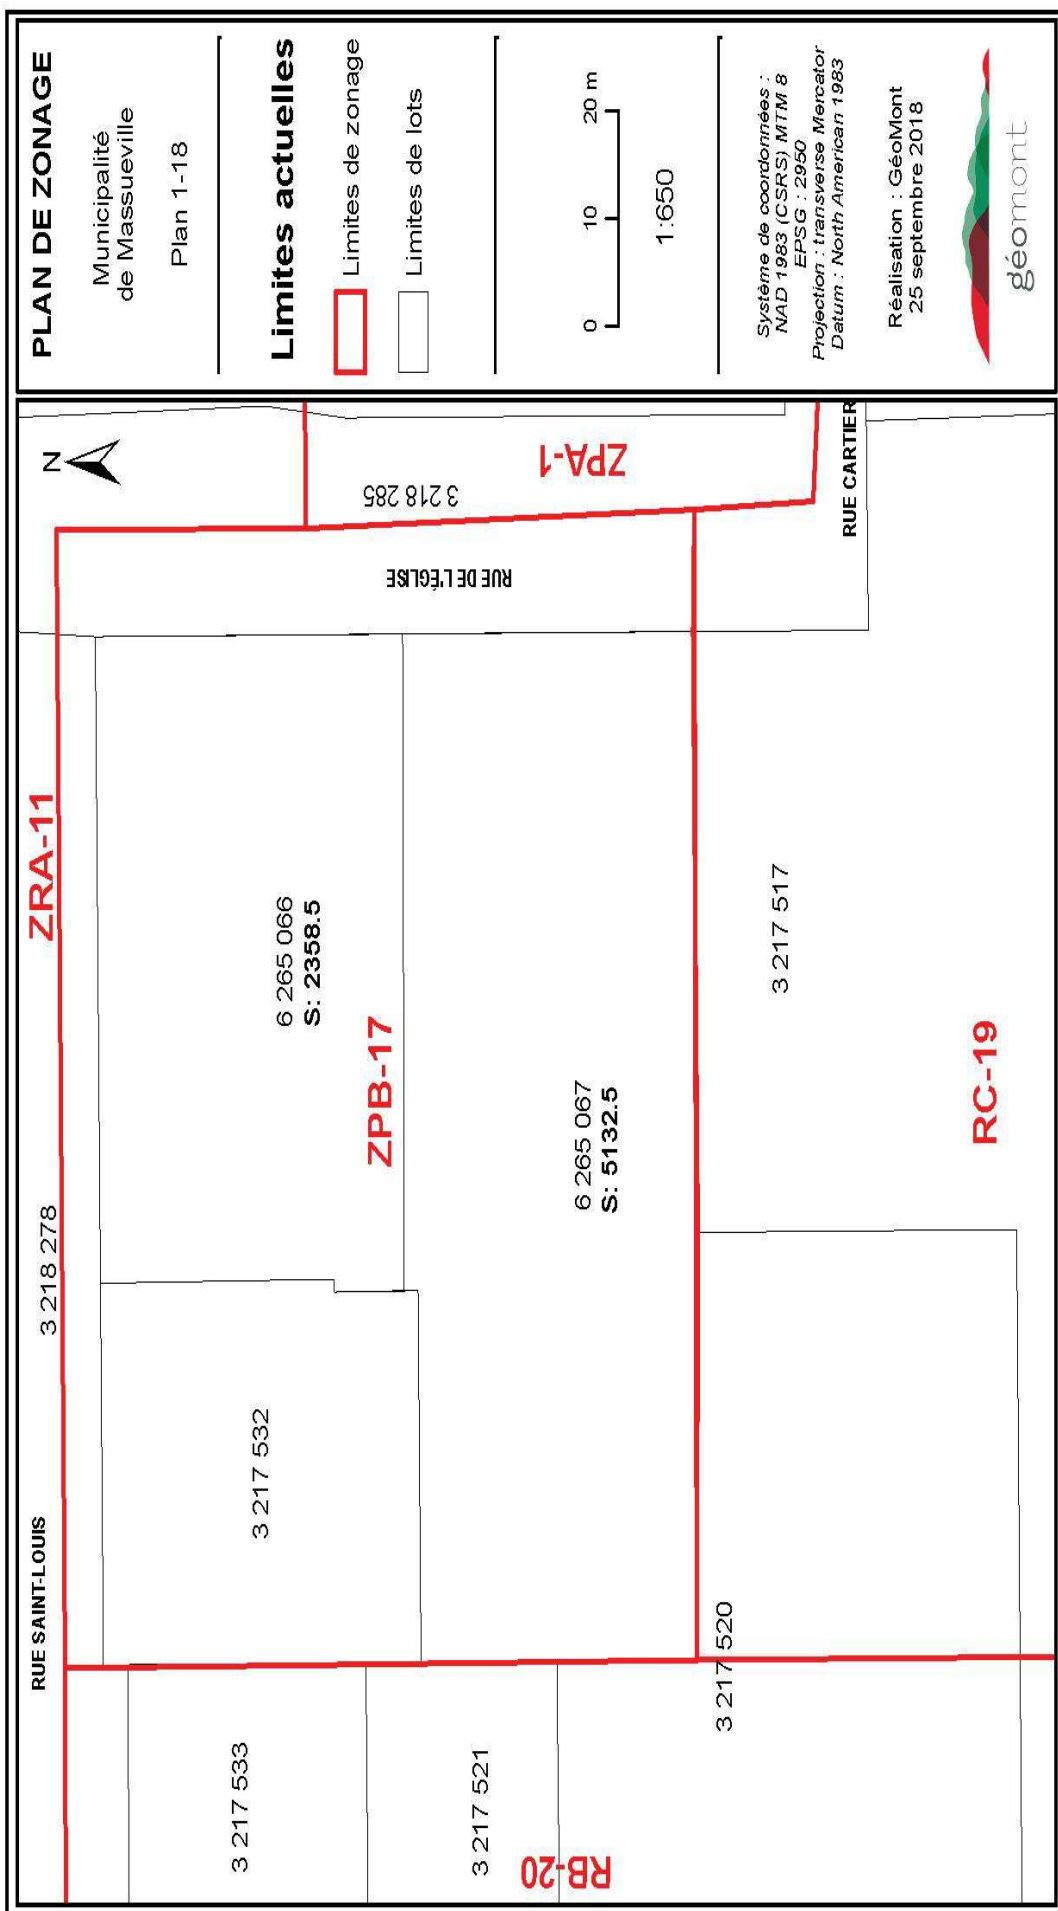 PLAN DE ZONAGE
Municipalité
de Massueville
Plan 1-18
Limites actuelles
Limites de zonage
Limites de lots
0 10 20 m
1:650
Système de coordonnées :
NAD 1983 (CSRS) MTM 8
EPSG : 2950
Projection : transverse Mercator
Datum : North American 1983
Réalisation : GéoMont
25 septembre 2018
géomont
N
RUE SAINT-LOUIS
3 218 278
ZRA-11
3 217 533
3 217 532
6 265 066
S: 2358.5
ZPB-17
RUE DE L'ÉGLISE
3 218 285
ZPA-1
3 217 521
RB-20
6 265 067
S: 5132.5
3 217 520
3 217 517
RUE CARTIER
RC-19